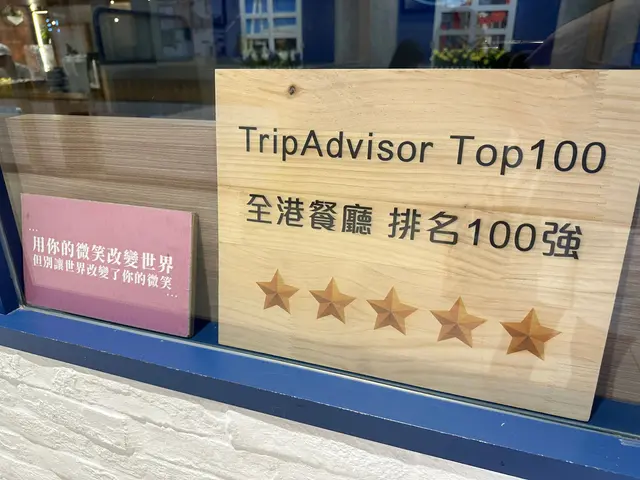 ...
用你的微笑改變世界
但別讓世界改變了你的微笑
...
TripAdvisor Top100
全港餐廳 排名100強